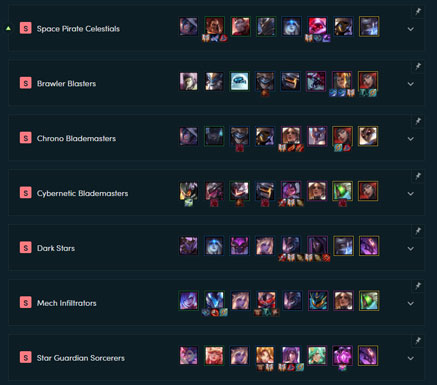 S Space Pirate Celestials
S Brawler Blasters
S Chrono Blademasters
S Cybernetic Blademasters
S Dark Stars
S Mech Infiltrators
S Star Guardian Sorcerers